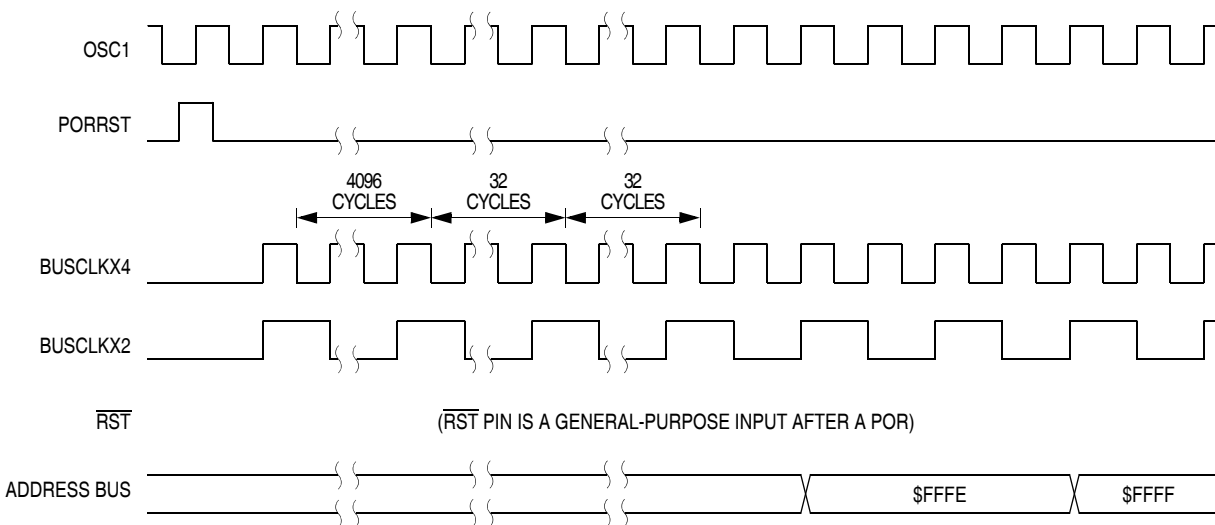 OSC1
PORRST
4096
CYCLES
32
CYCLES
32
CYCLES
BUSCLKX4
BUSCLKX2
RST
(RST PIN IS A GENERAL-PURPOSE INPUT AFTER A POR)
ADDRESS BUS
$FFFE
$FFFF